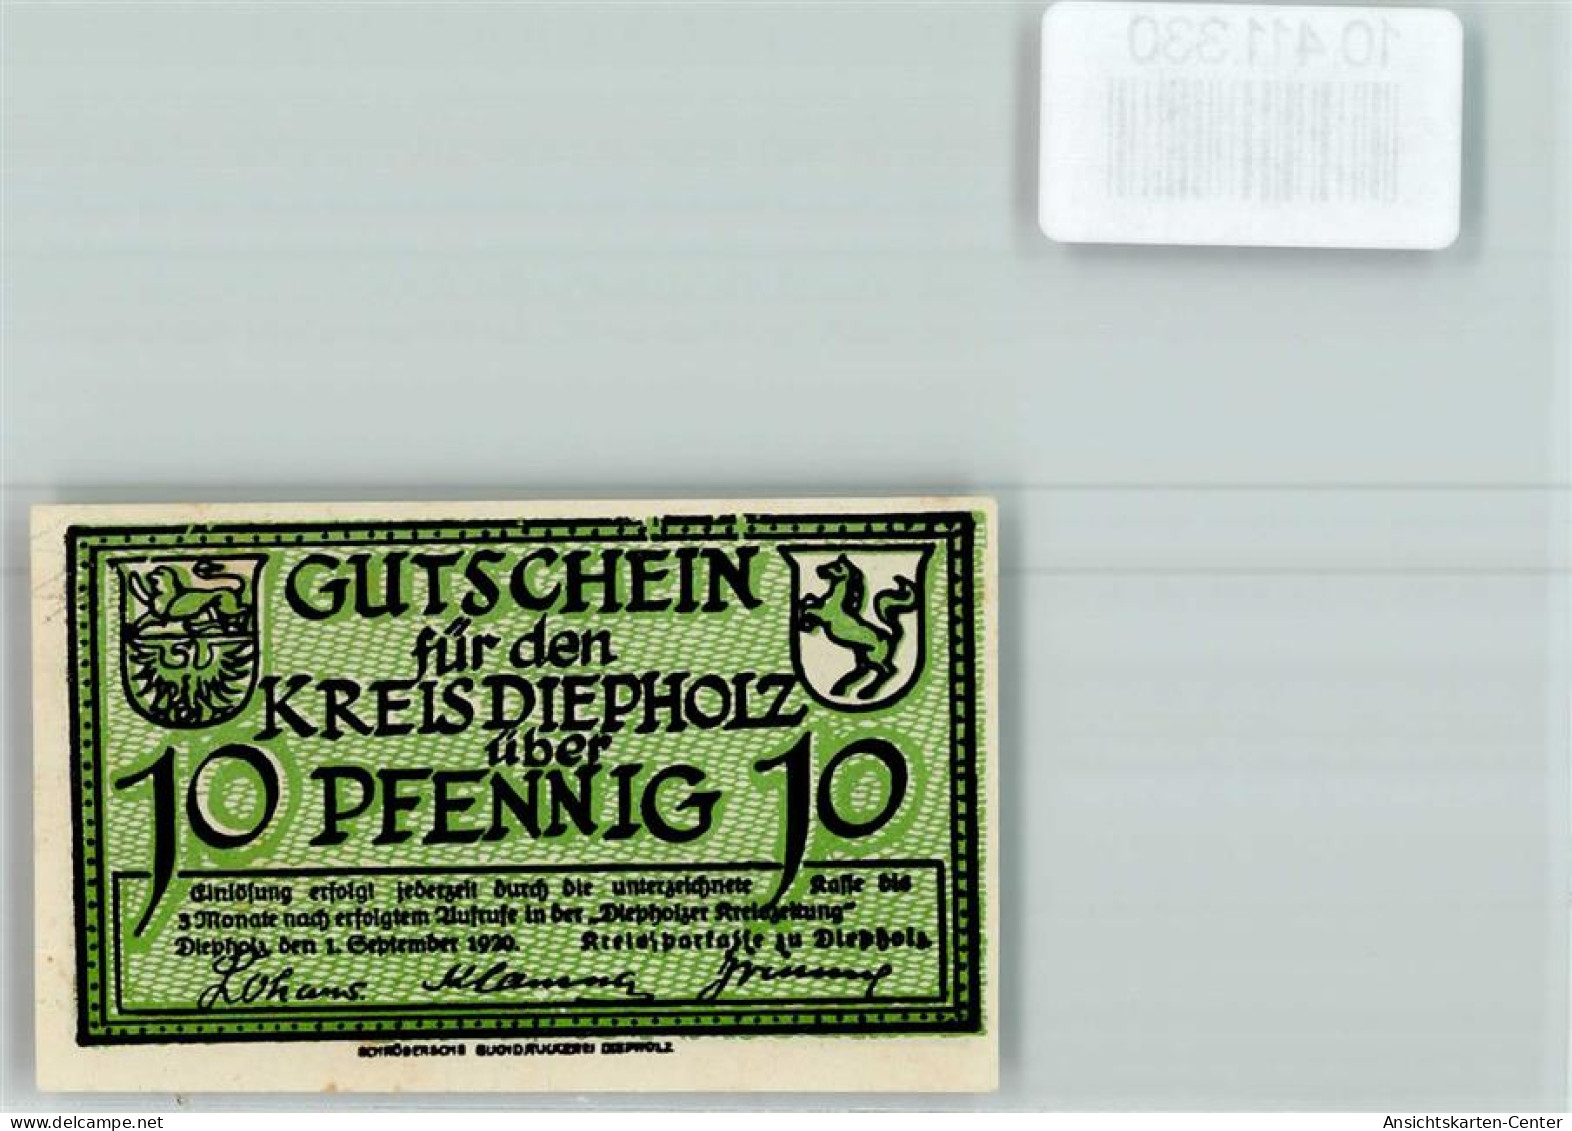 10.411.330
GUTSCHEIN
für den
KREIS DIEPHOLZ
über
10 PFENNIG 10
Einlösung erfolgt jederzeit durch die unterzeichnete Kasse bis
3 Monate nach erfolgtem Aufrufe in der „Diepholzer Kreiszeitung“
Diepholz, den 1. September 1920. Kreissparkasse zu Diepholz.
SCHRÖDERSCHE BUCHDRUCKEREI DIEPHOLZ
Ansichtskarten-Center